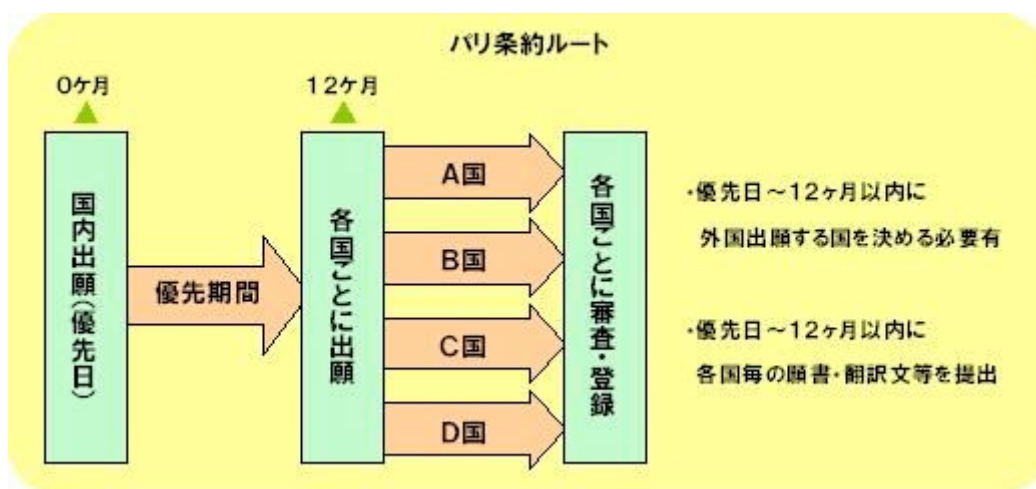 パリ条約ルート
0ケ月
12ケ月
国内出願(優先日)
優先期間
各国ごとに出願
A国
B国
C国
D国
各国ごとに審査・登録
・優先日～12ヶ月以内に
外国出願する国を決める必要有
・優先日～12ヶ月以内に
各国毎の願書・翻訳文等を提出